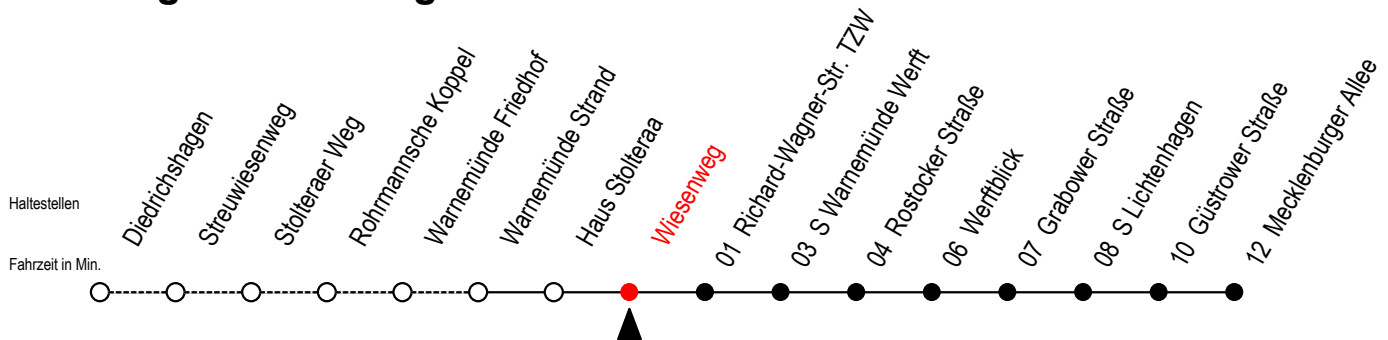 Haltestellen
Fahrzeit in Min.
Diedrichshagen
Streuwiesenweg
Stolteraer Weg
Rohrmannsche Koppel
Warnemünde Friedhof
Warnemünde Strand
Haus Stolteraa
Wiesenweg
01 Richard-Wagner-Str. TZW
03 S Warnemünde Werft
04 Rostocker Straße
06 Werftblick
07 Grabower Straße
08 S Lichtenhagen
10 Güstrower Straße
12 Mecklenburger Allee